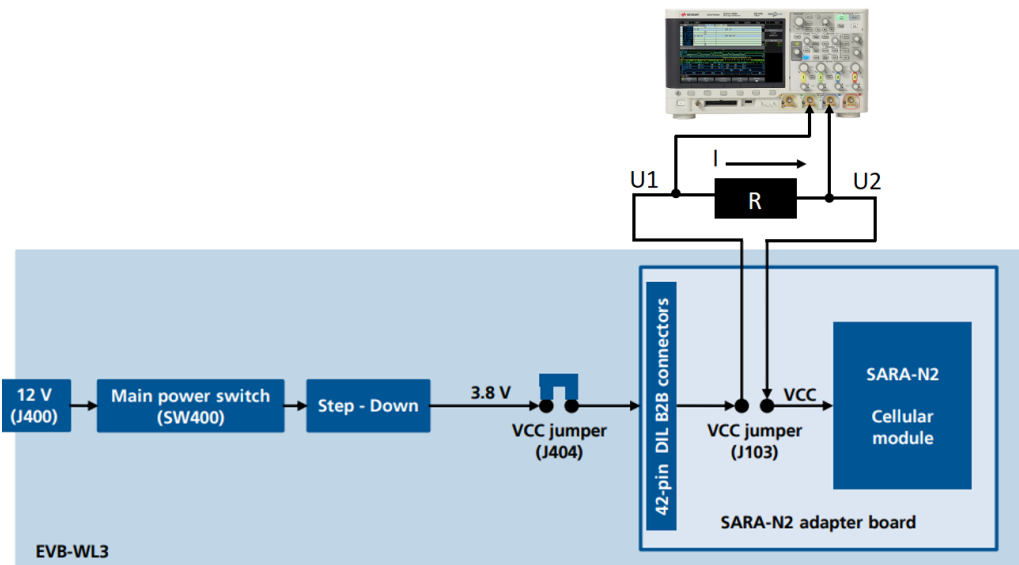 I
U1
R
U2
12 V
(J400)
Main power switch
(SW400)
Step - Down
3.8 V
VCC jumper
(J404)
42-pin DIL B2B connectors
VCC jumper
(J103)
VCC
SARA-N2
Cellular
module
SARA-N2 adapter board
EVB-WL3